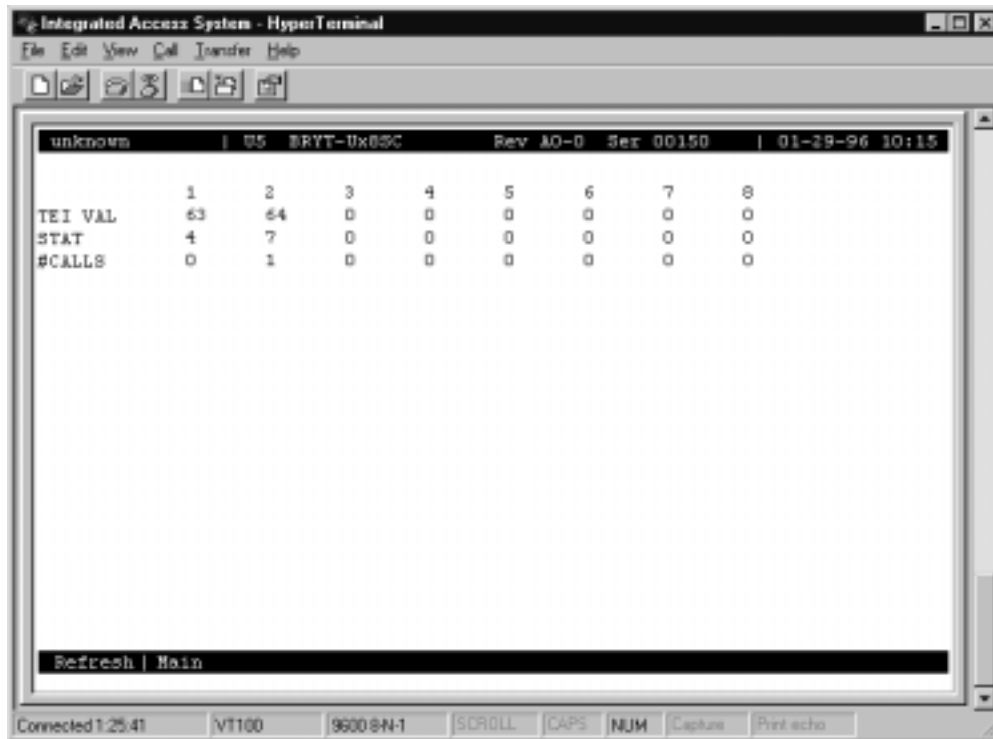 Integrated Access System - HyperTerminal
File Edit View Call Transfer Help
unknown | U5 BRYT-Ux8SC Rev A0-0 Ser 00150 | 01-29-96 10:15
1 2 3 4 5 6 7 8
TEI VAL 63 64 0 0 0 0 0 0
STAT 4 7 0 0 0 0 0 0
#CALLS 0 1 0 0 0 0 0 0
Refresh | Main
Connected 1:25:41 VT100 9600 8-N-1 SCROLL CAPS NUM Capture Print echo